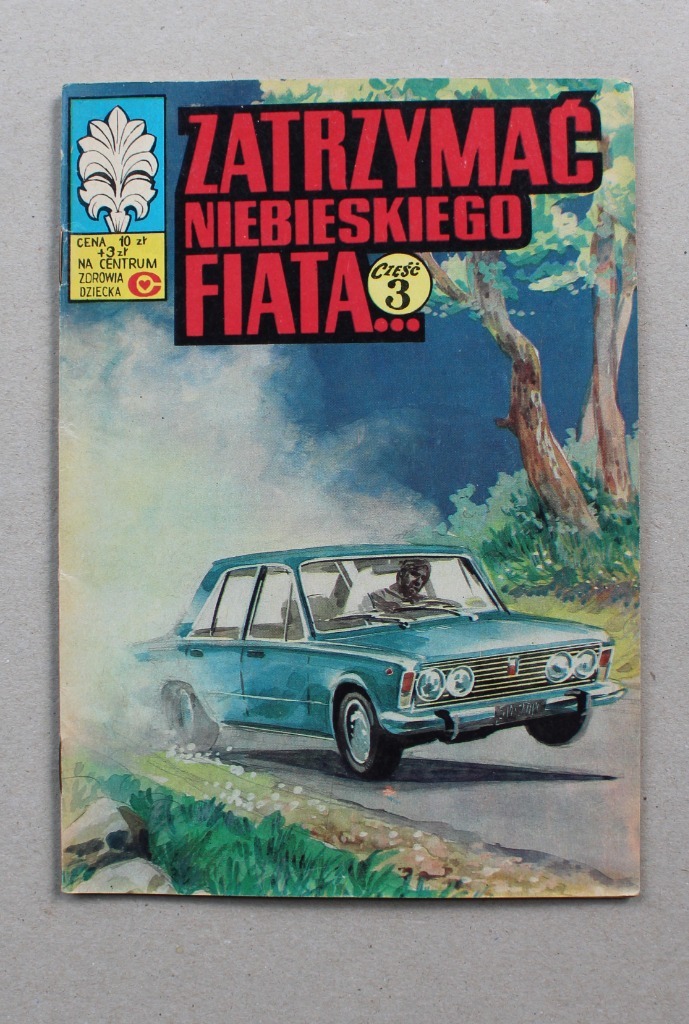 ZATRZYMAĆ
NIEBIESKIEGO
FIATA...
CZĘŚĆ
3
CENA 10 zł
+3 zł
NA CENTRUM
ZDROWIA
DZIECKA